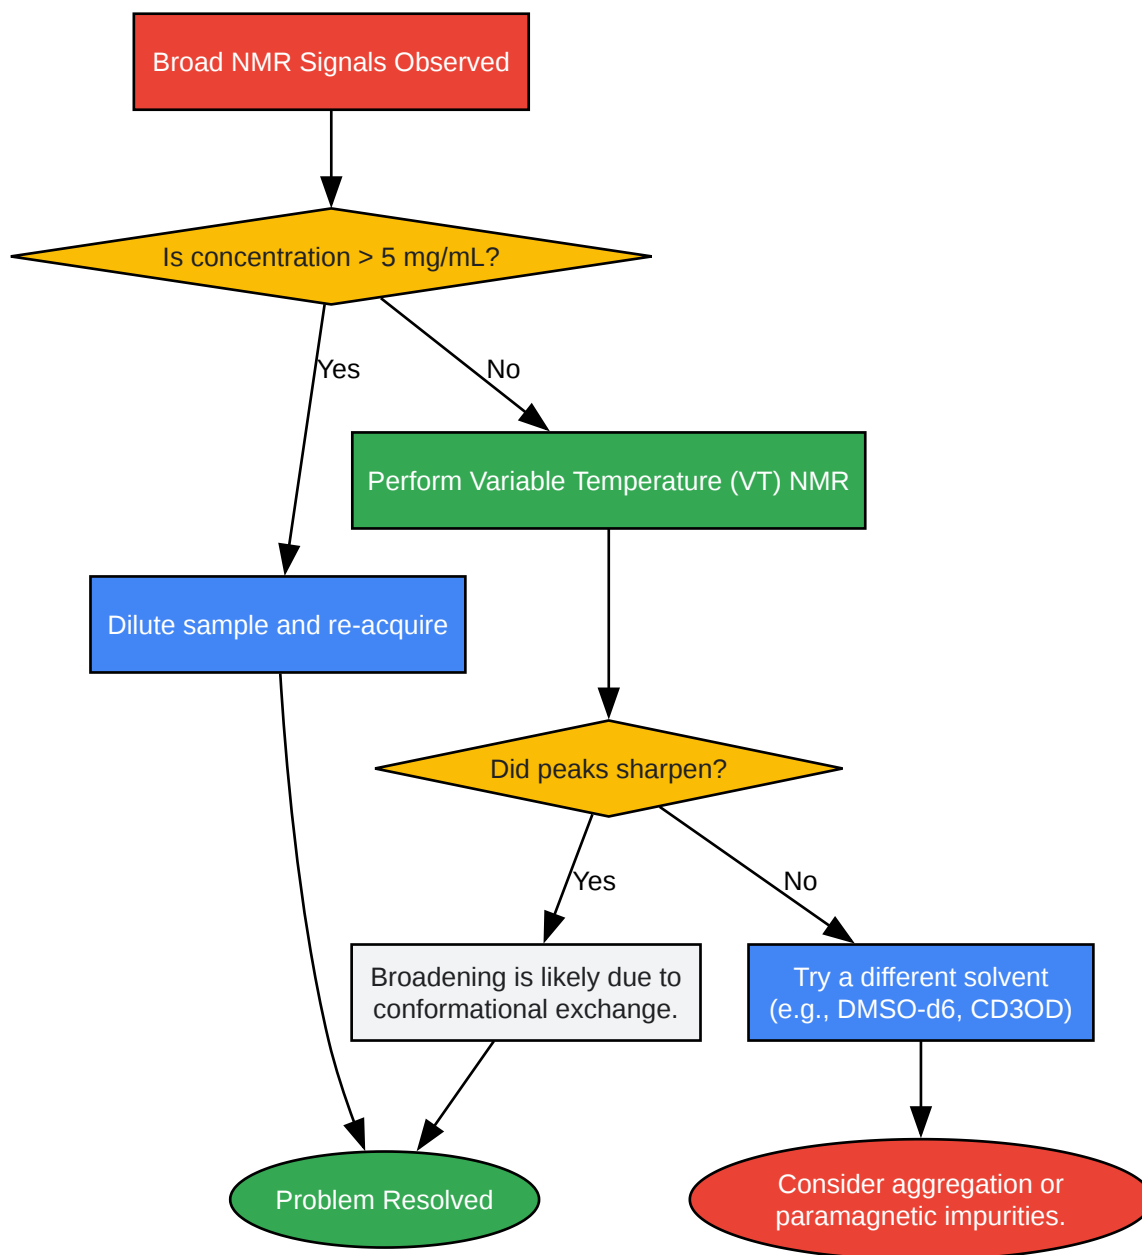 Broad NMR Signals Observed
Is concentration > 5 mg/mL?
Yes
No
Perform Variable Temperature (VT) NMR
Dilute sample and re-acquire
Did peaks sharpen?
Yes
No
Broadening is likely due to
conformational exchange.
Try a different solvent
(e.g., DMSO-d6, CD3OD)
Problem Resolved
Consider aggregation or
paramagnetic impurities.